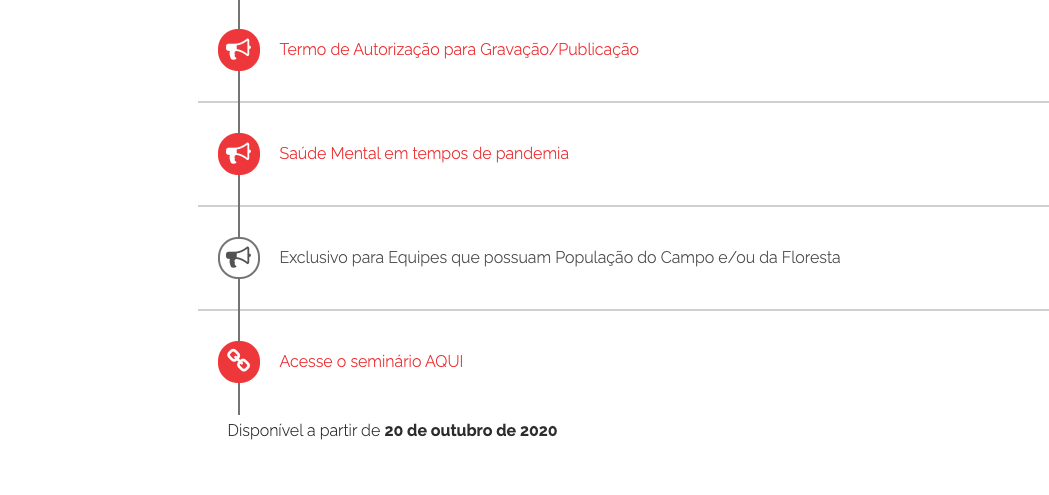 Termo de Autorização para Gravação/Publicação
Saúde Mental em tempos de pandemia
Exclusivo para Equipes que possuam População do Campo e/ou da Floresta
Acesse o seminário AQUI
Disponível a partir de 20 de outubro de 2020